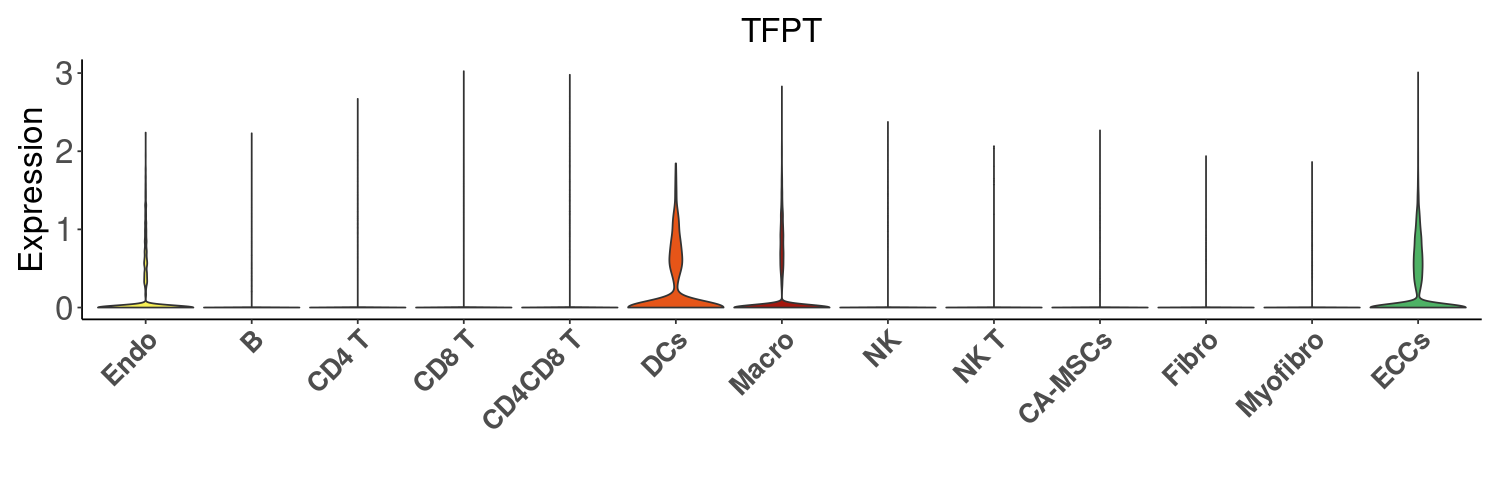 TFPT
Expression
3
2
1
0
Endo
B
CD4 T
CD8 T
CD4CD8 T
DCs
Macro
NK
NK T
CA-MSCs
Fibro
Myofibro
ECCs